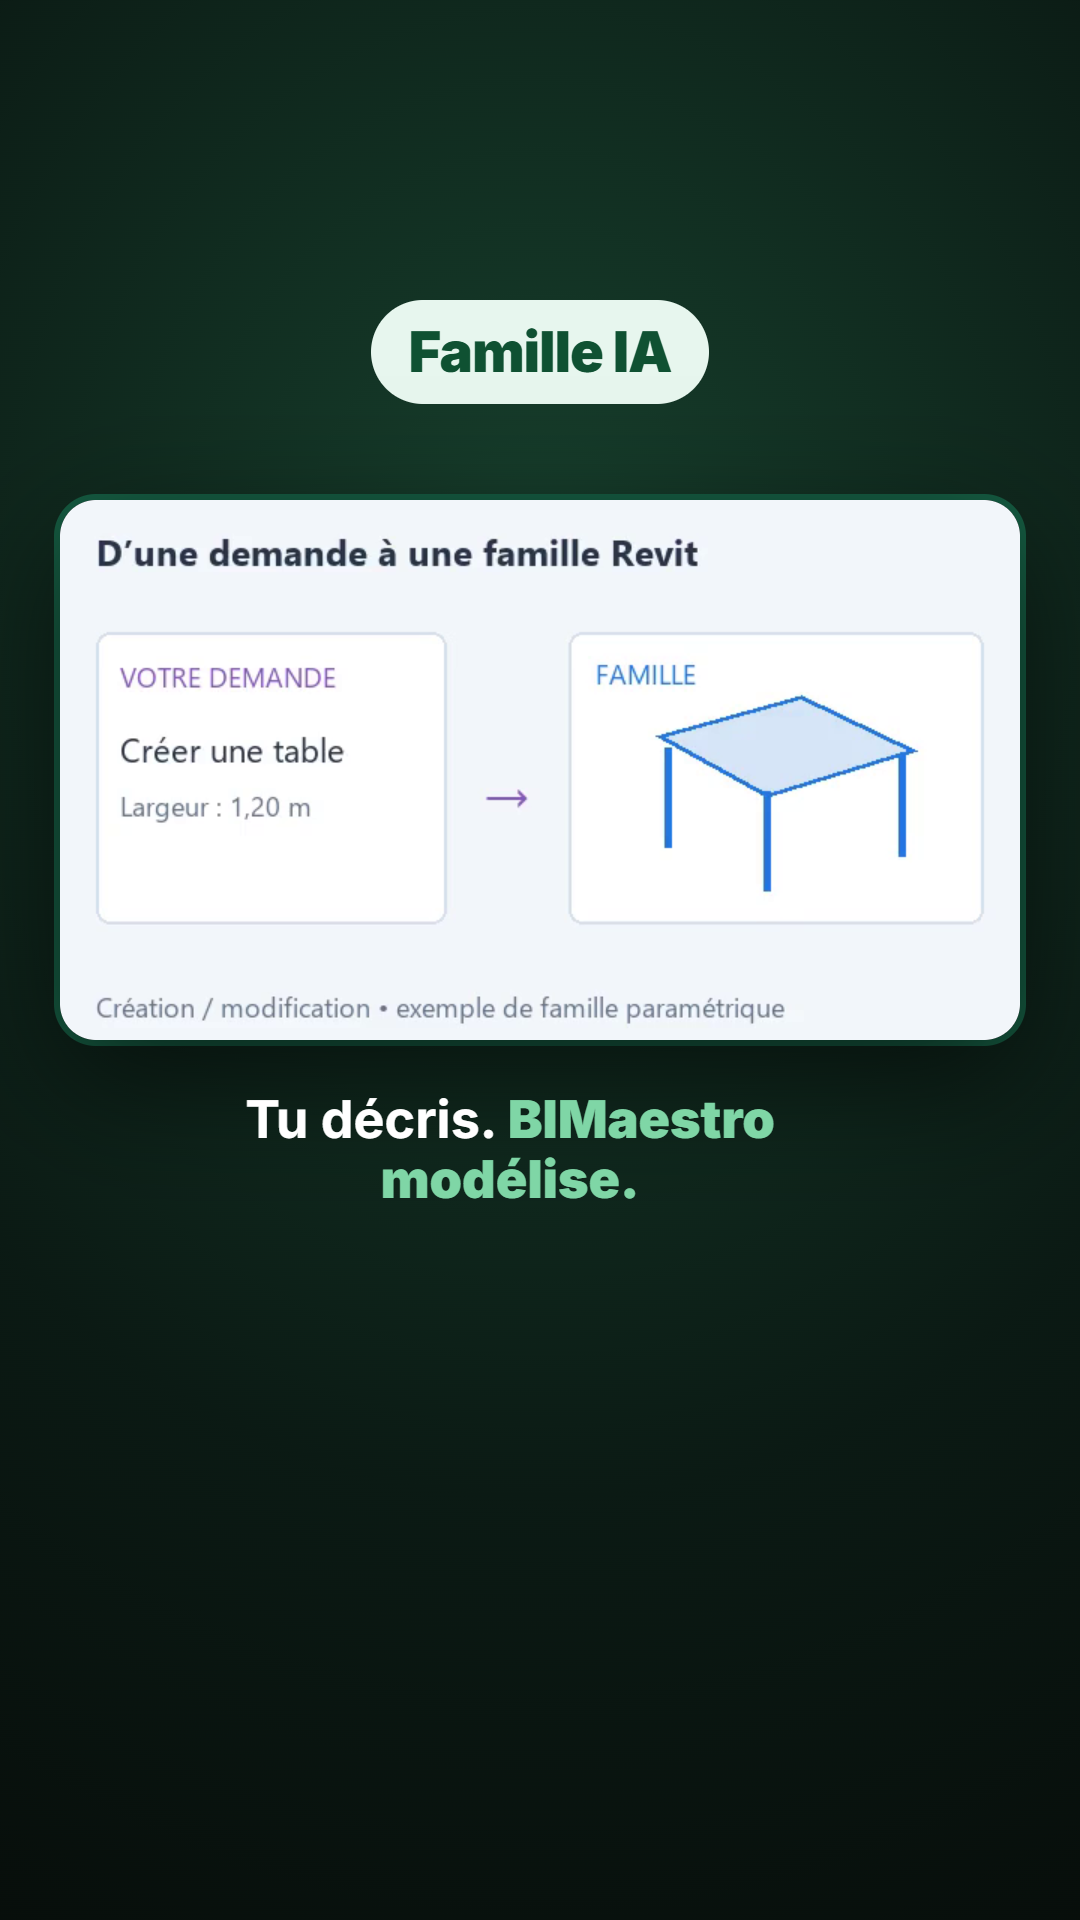 Famille IA
D’une demande à une famille Revit
VOTRE DEMANDE
Créer une table
Largeur : 1,20 m
→
FAMILLE
Création / modification • exemple de famille paramétrique
Tu décris. BIMaestro
modélise.